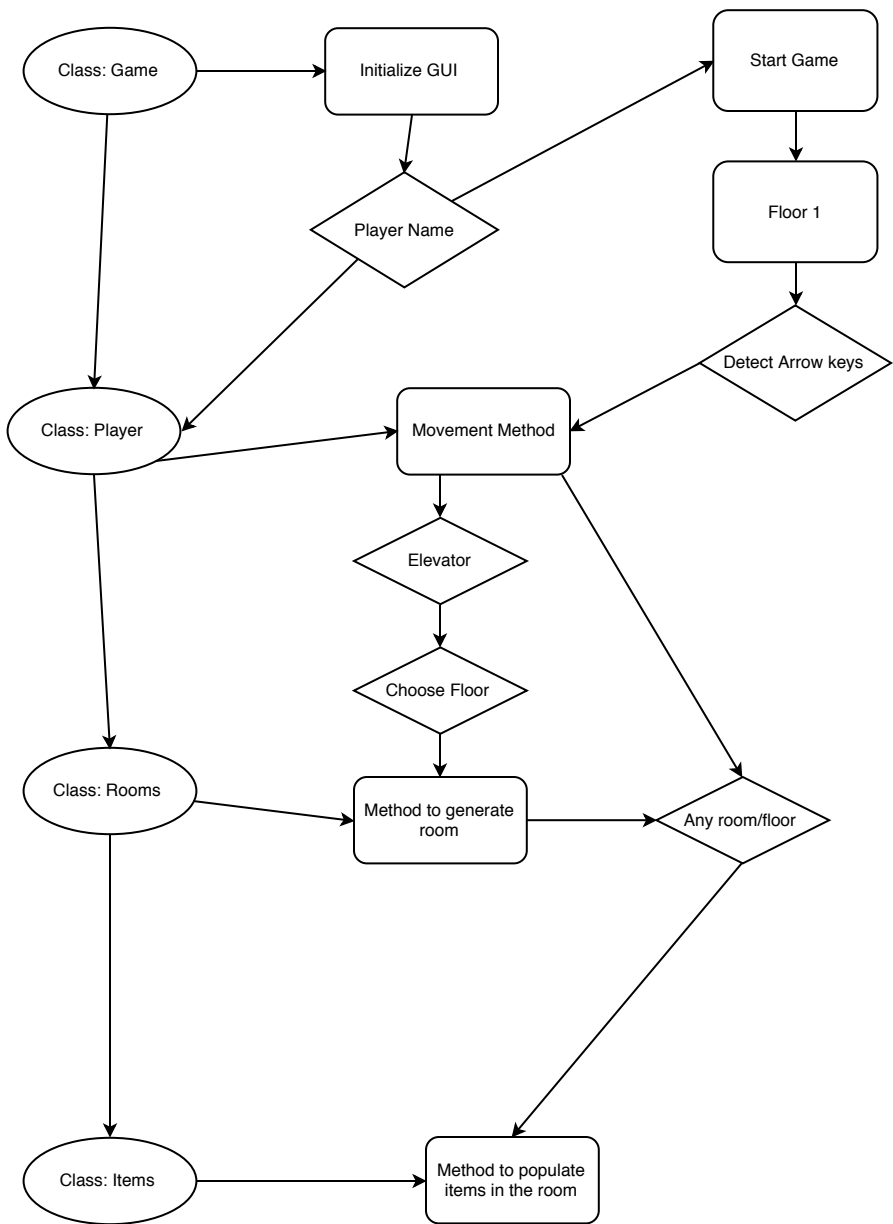 Class: Game
Initialize GUI
Start Game
Player Name
Floor 1
Detect Arrow keys
Class: Player
Movement Method
Elevator
Choose Floor
Class: Rooms
Method to generate
room
Any room/floor
Class: Items
Method to populate
items in the room